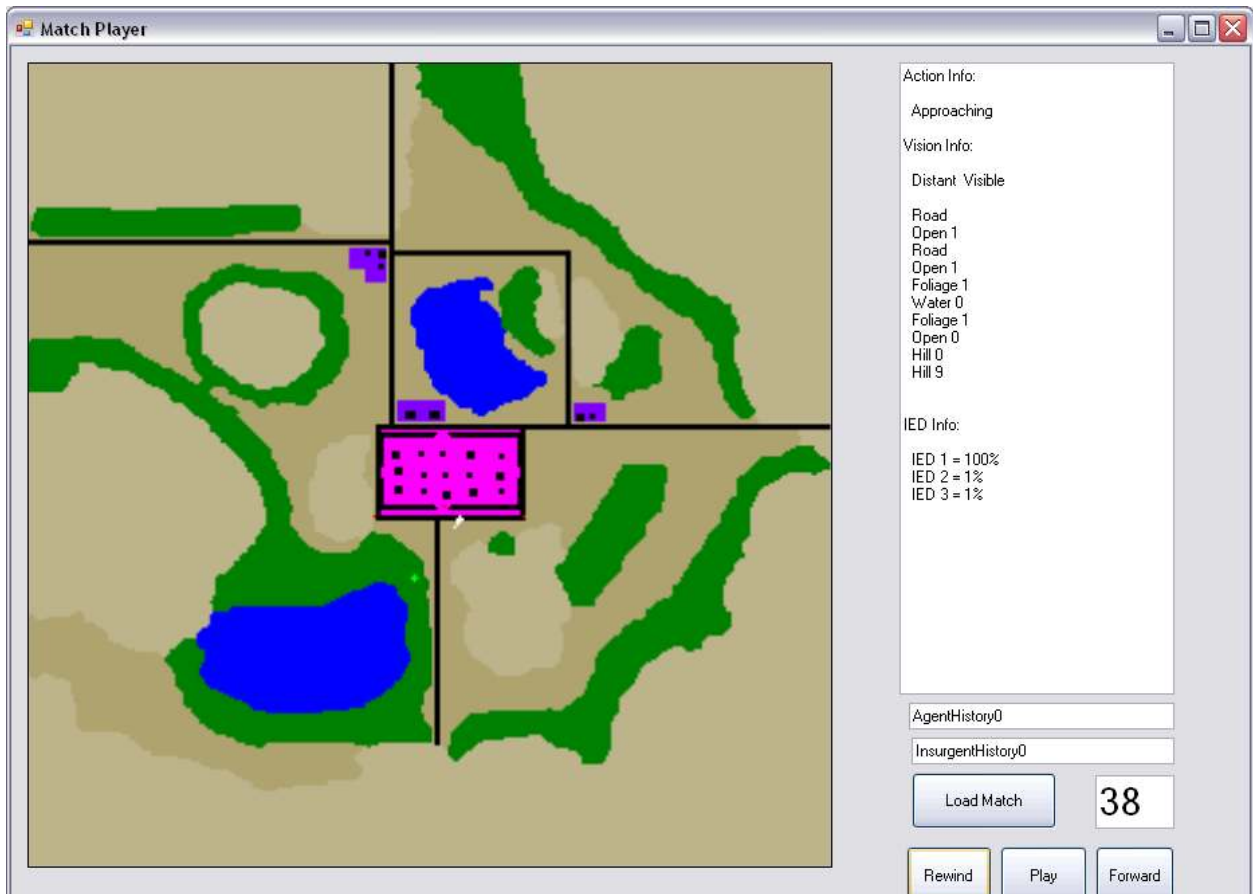 Match Player
Action Info:
Approaching
Vision Info:
Distant Visible
Road
Open 1
Road
Open 1
Foliage 1
Water 0
Foliage 1
Open 0
Hill 0
Hill 9
IED Info:
IED 1 = 100%
IED 2 = 1%
IED 3 = 1%
AgentHistory0
InsurgentHistory0
Load Match
38
Rewind
Play
Forward